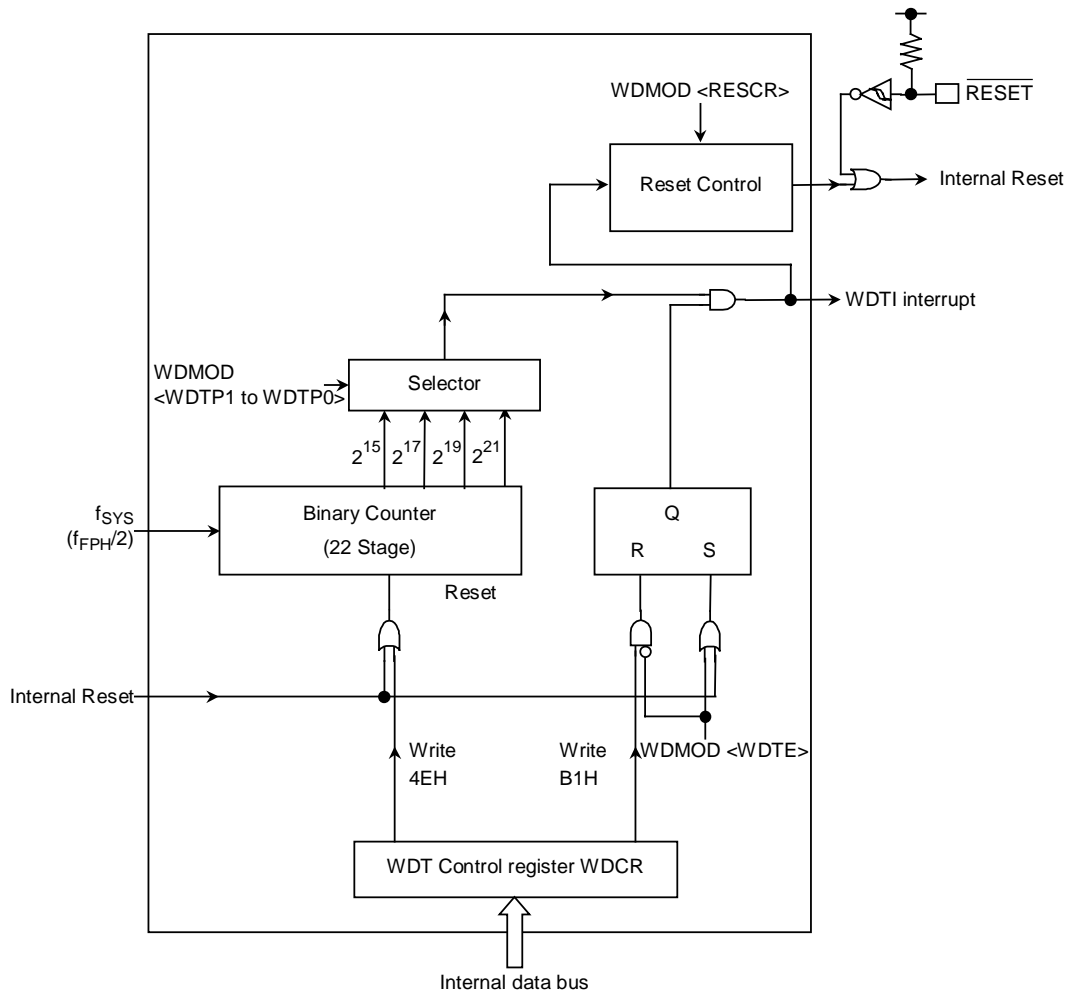 WDMOD <RESCR>
RESET
Reset Control
Internal Reset
WDTI interrupt
WDMOD
<WDTP1 to WDTP0>
Selector
2^15 2^17 2^19 2^21
fSYS
(fFPH/2)
Binary Counter
(22 Stage)
Q
R S
Reset
Internal Reset
Write
4EH
Write
B1H
WDMOD <WDTE>
WDT Control register WDCR
Internal data bus